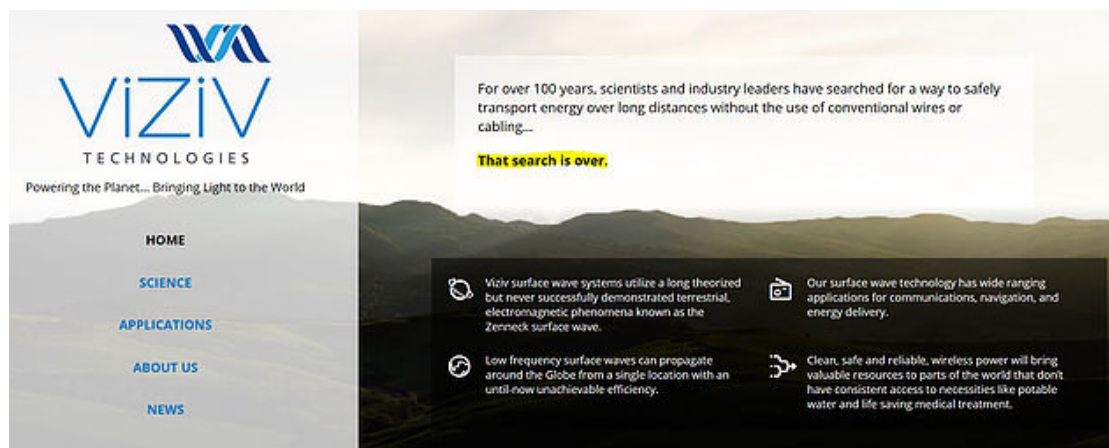 ViZiV
TECHNOLOGIES
Powering the Planet... Bringing Light to the World
HOME
SCIENCE
APPLICATIONS
ABOUT US
NEWS
For over 100 years, scientists and industry leaders have searched for a way to safely
transport energy over long distances without the use of conventional wires or
cabling...
That search is over.
Viziv surface wave systems utilize a long theorized
but never successfully demonstrated terrestrial,
electromagnetic phenomena known as the
Zenneck surface wave.
Our surface wave technology has wide ranging
applications for communications, navigation, and
energy delivery.
Low frequency surface waves can propagate
around the Globe from a single location with an
until-now unachievable efficiency.
Clean, safe and reliable, wireless power will bring
valuable resources to parts of the world that don't
have consistent access to necessities like potable
water and life saving medical treatment.